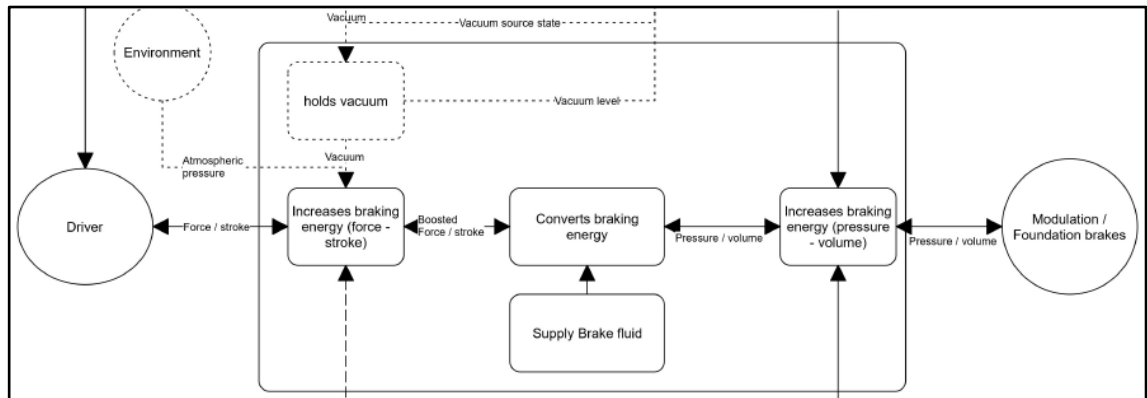 Vacuum
Vacuum source state
Environment
holds vacuum
Vacuum level
Atmospheric
pressure
Vacuum
Driver
Force / stroke
Increases braking
energy (force -
stroke)
Boosted
Force / stroke
Converts braking
energy
Pressure / volume
Increases braking
energy (pressure
- volume)
Pressure / volume
Modulation /
Foundation brakes
Supply Brake fluid